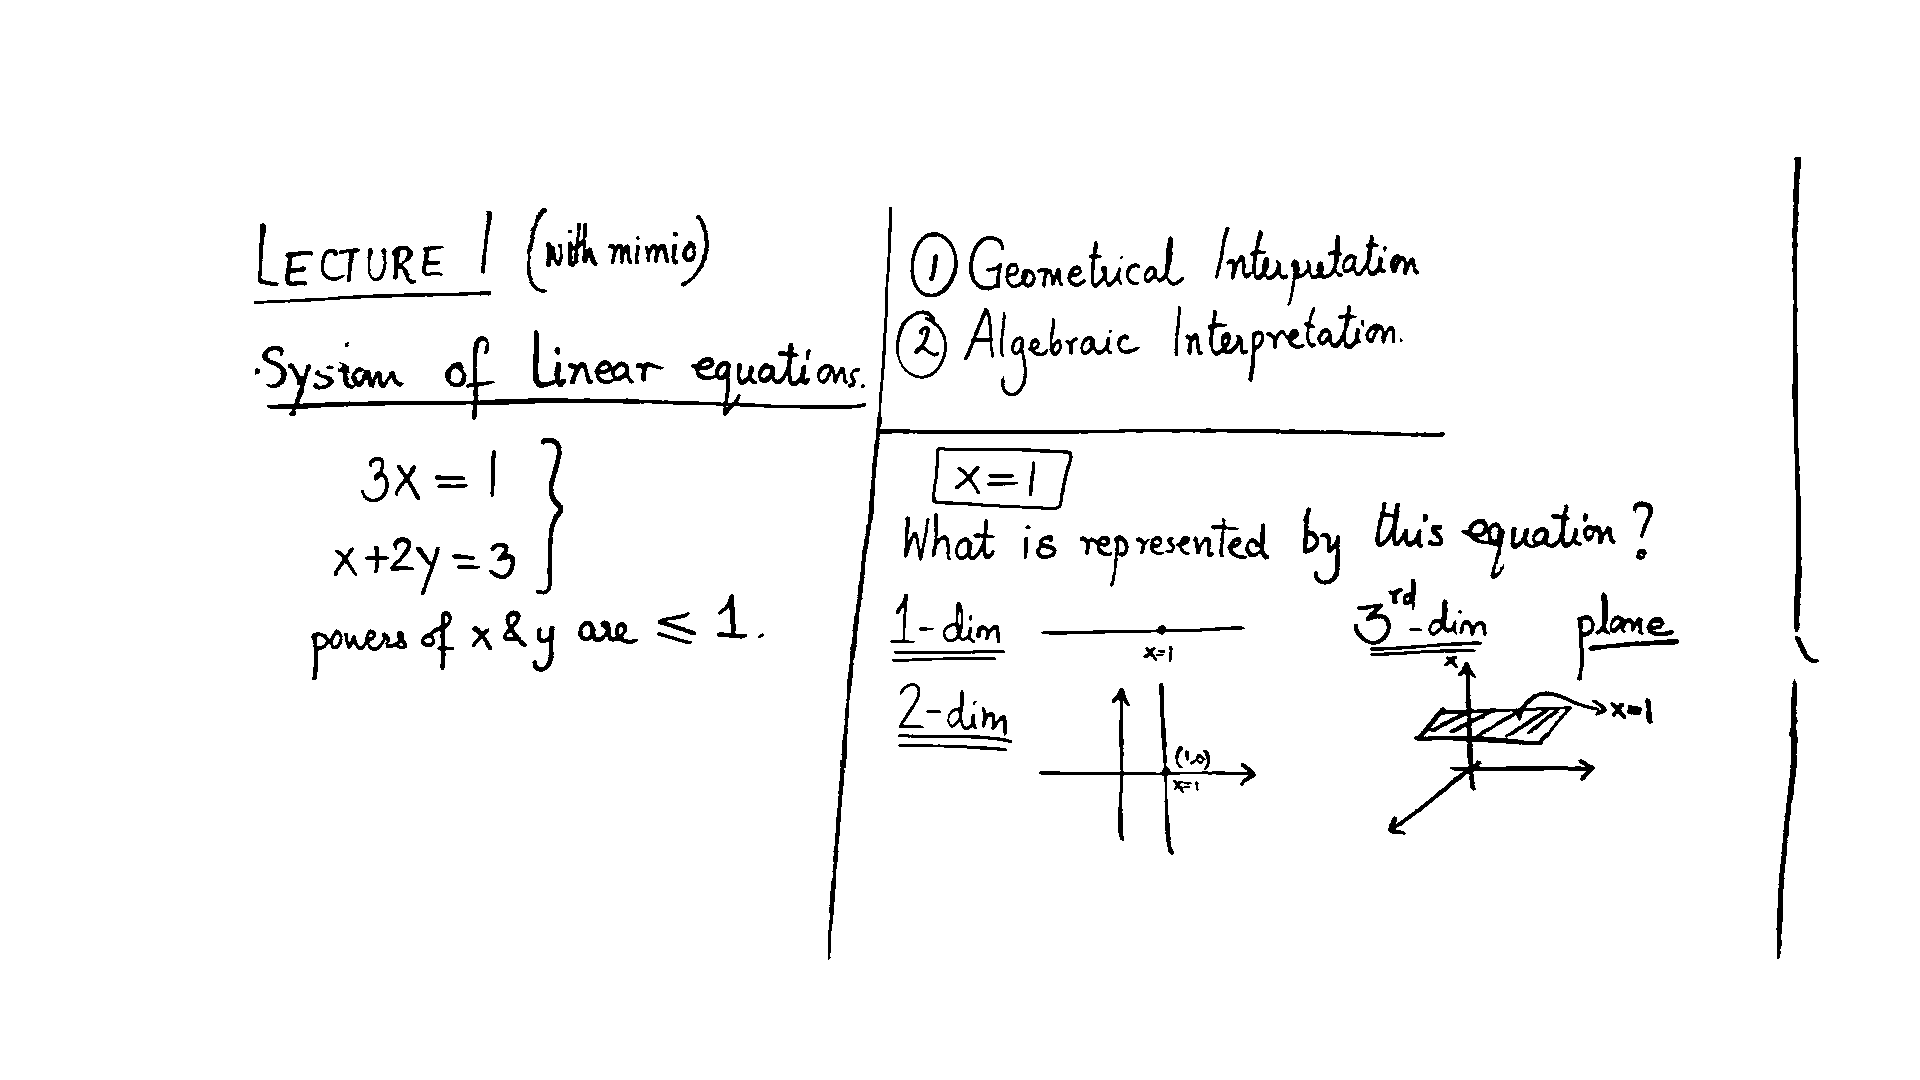 LECTURE 1 (with mimio)
System of Linear equations.
3x = 1
x+2y = 3
powers of x & y are ≤ 1.
① Geometrical Interpretation
② Algebraic Interpretation.
x = 1
What is represented by this equation?
1-dim
x=1
2-dim
(1,0)
x=1
3rd-dim plane
x
x=1